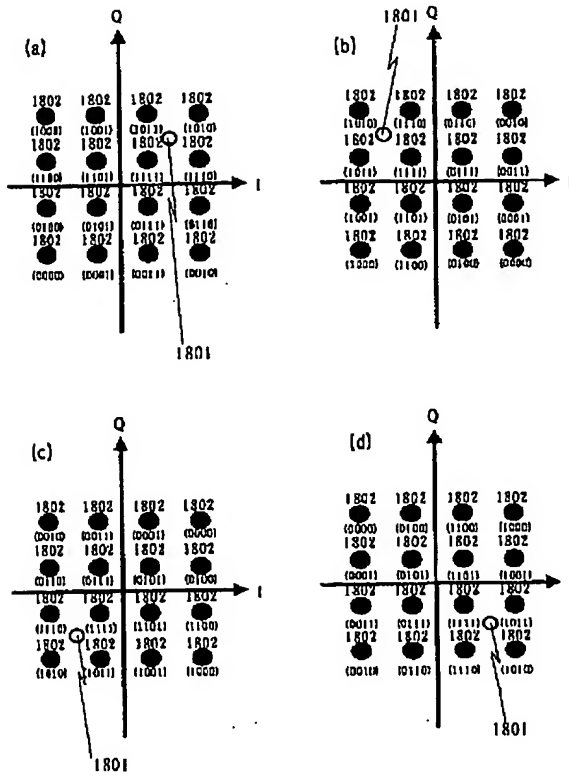 (a)
Q
1801
1802 1802 1802 1802
(1000) (1001) (1011) (1010)
1802 1802 1802 1802
(1100) (1101) (1111) (1110)
I
1802 1802 1802 1802
(0100) (0101) (0111) (0110)
1802 1802 1802 1802
(0000) (0001) (0011) (0010)
1801
(b)
Q
1802 1802 1802 1802
(1010) (1110) (0110) (0010)
1802 1802 1802 1802
(1011) (1111) (0111) (0011)
I
1802 1802 1802 1802
(1001) (1101) (0101) (0001)
1802 1802 1802 1802
(1000) (1100) (0100) (0000)
(c)
Q
1802 1802 1802 1802
(0010) (0011) (0001) (0000)
1802 1802 1802 1802
(0110) (0111) (0101) (0100)
I
1802 1802 1802 1802
(1110) (1111) (1101) (1100)
1802 1802 1802 1802
(1010) (1011) (1001) (1000)
1801
(d)
Q
1802 1802 1802 1802
(0000) (0100) (1100) (1000)
1802 1802 1802 1802
(0001) (0101) (1101) (1001)
I
1802 1802 1802 1802
(0011) (0111) (1111) (1011)
1802 1802 1802 1802
(0010) (0110) (1110) (1010)
1801